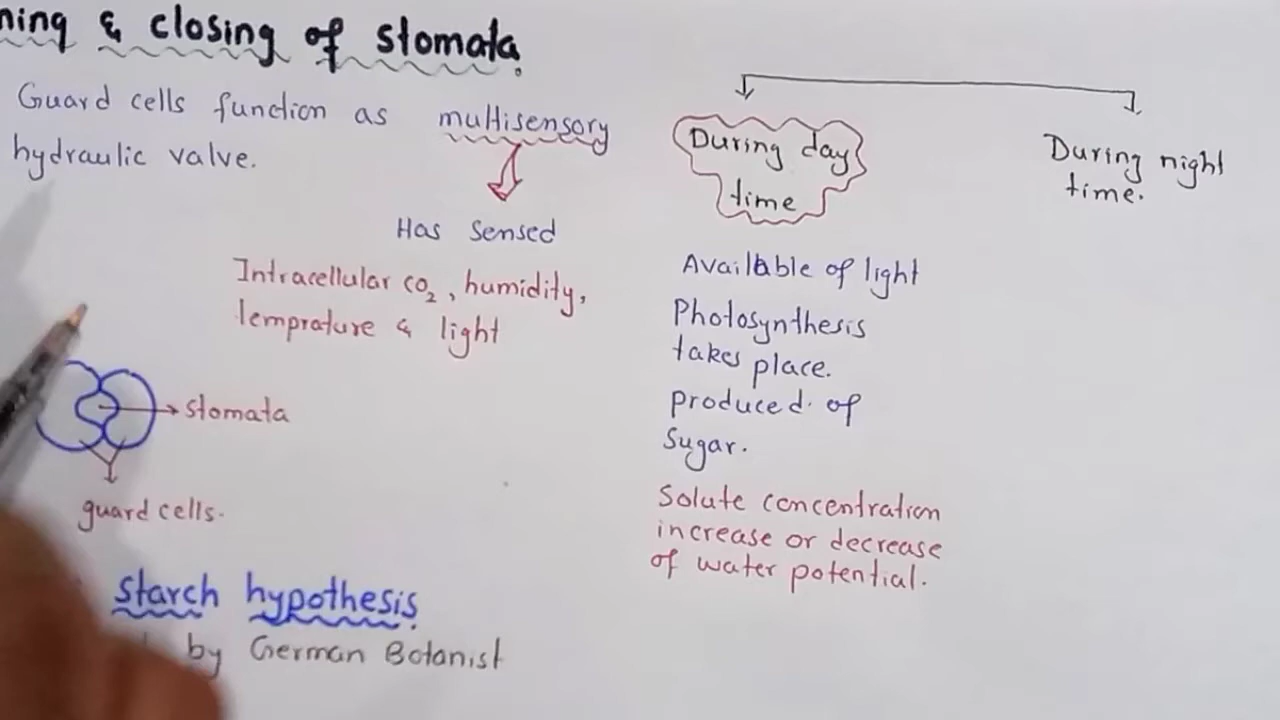 & closing of stomata.
Guard cells function as multisensory
hydraulic valve.
Has sensed
Intracellular co2, humidity,
temprature & light
stomata
guard cells.
starch hypothesis.
by German Botanist
During day
time
Available of light
Photosynthesis
takes place.
produced of
sugar.
Solute concentration
increase or decrease
of water potential.
During night
time.